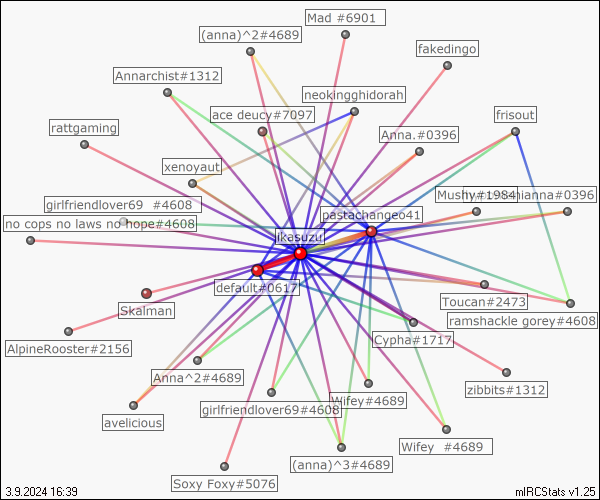 Mad #6901
(anna)^2#4689
fakedingo
Annarchist#1312
neokingghidorah
ace deucy#7097
frisout
rattgaming
Anna.#0396
xenoyaut
Mushy#1984
girlfriendlover69 #4608
pastachangeo41
no cops no laws no hope#4608
ikasuzu
default#0617
Toucan#2473
Skalman
ramshackle gorey#4608
Cypha#1717
AlpineRooster#2156
Anna^2#4689
zibbits#1312
Wifey#4689
girlfriendlover69#4608
avelicious
Wifey #4689
(anna)^3#4689
Soxy Foxy#5076
3.9.2024 16:39
mIRCStats v1.25